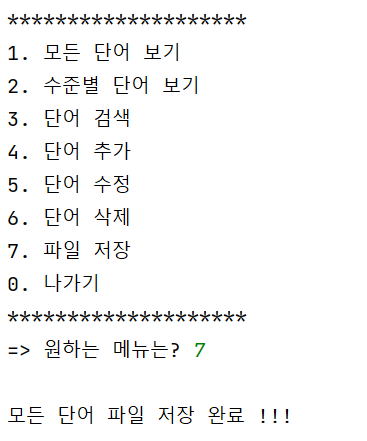 ********************
1. 모든 단어 보기
2. 수준별 단어 보기
3. 단어 검색
4. 단어 추가
5. 단어 수정
6. 단어 삭제
7. 파일 저장
0. 나가기
********************
=> 원하는 메뉴는? 7
모든 단어 파일 저장 완료 !!!